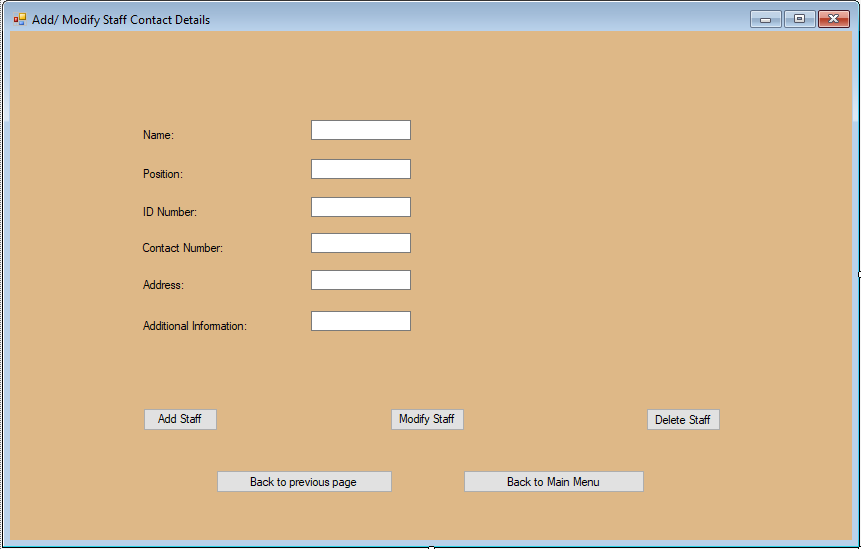 Add/ Modify Staff Contact Details
Name:
Position:
ID Number:
Contact Number:
Address:
Additional Information:
Add Staff
Modify Staff
Delete Staff
Back to previous page
Back to Main Menu